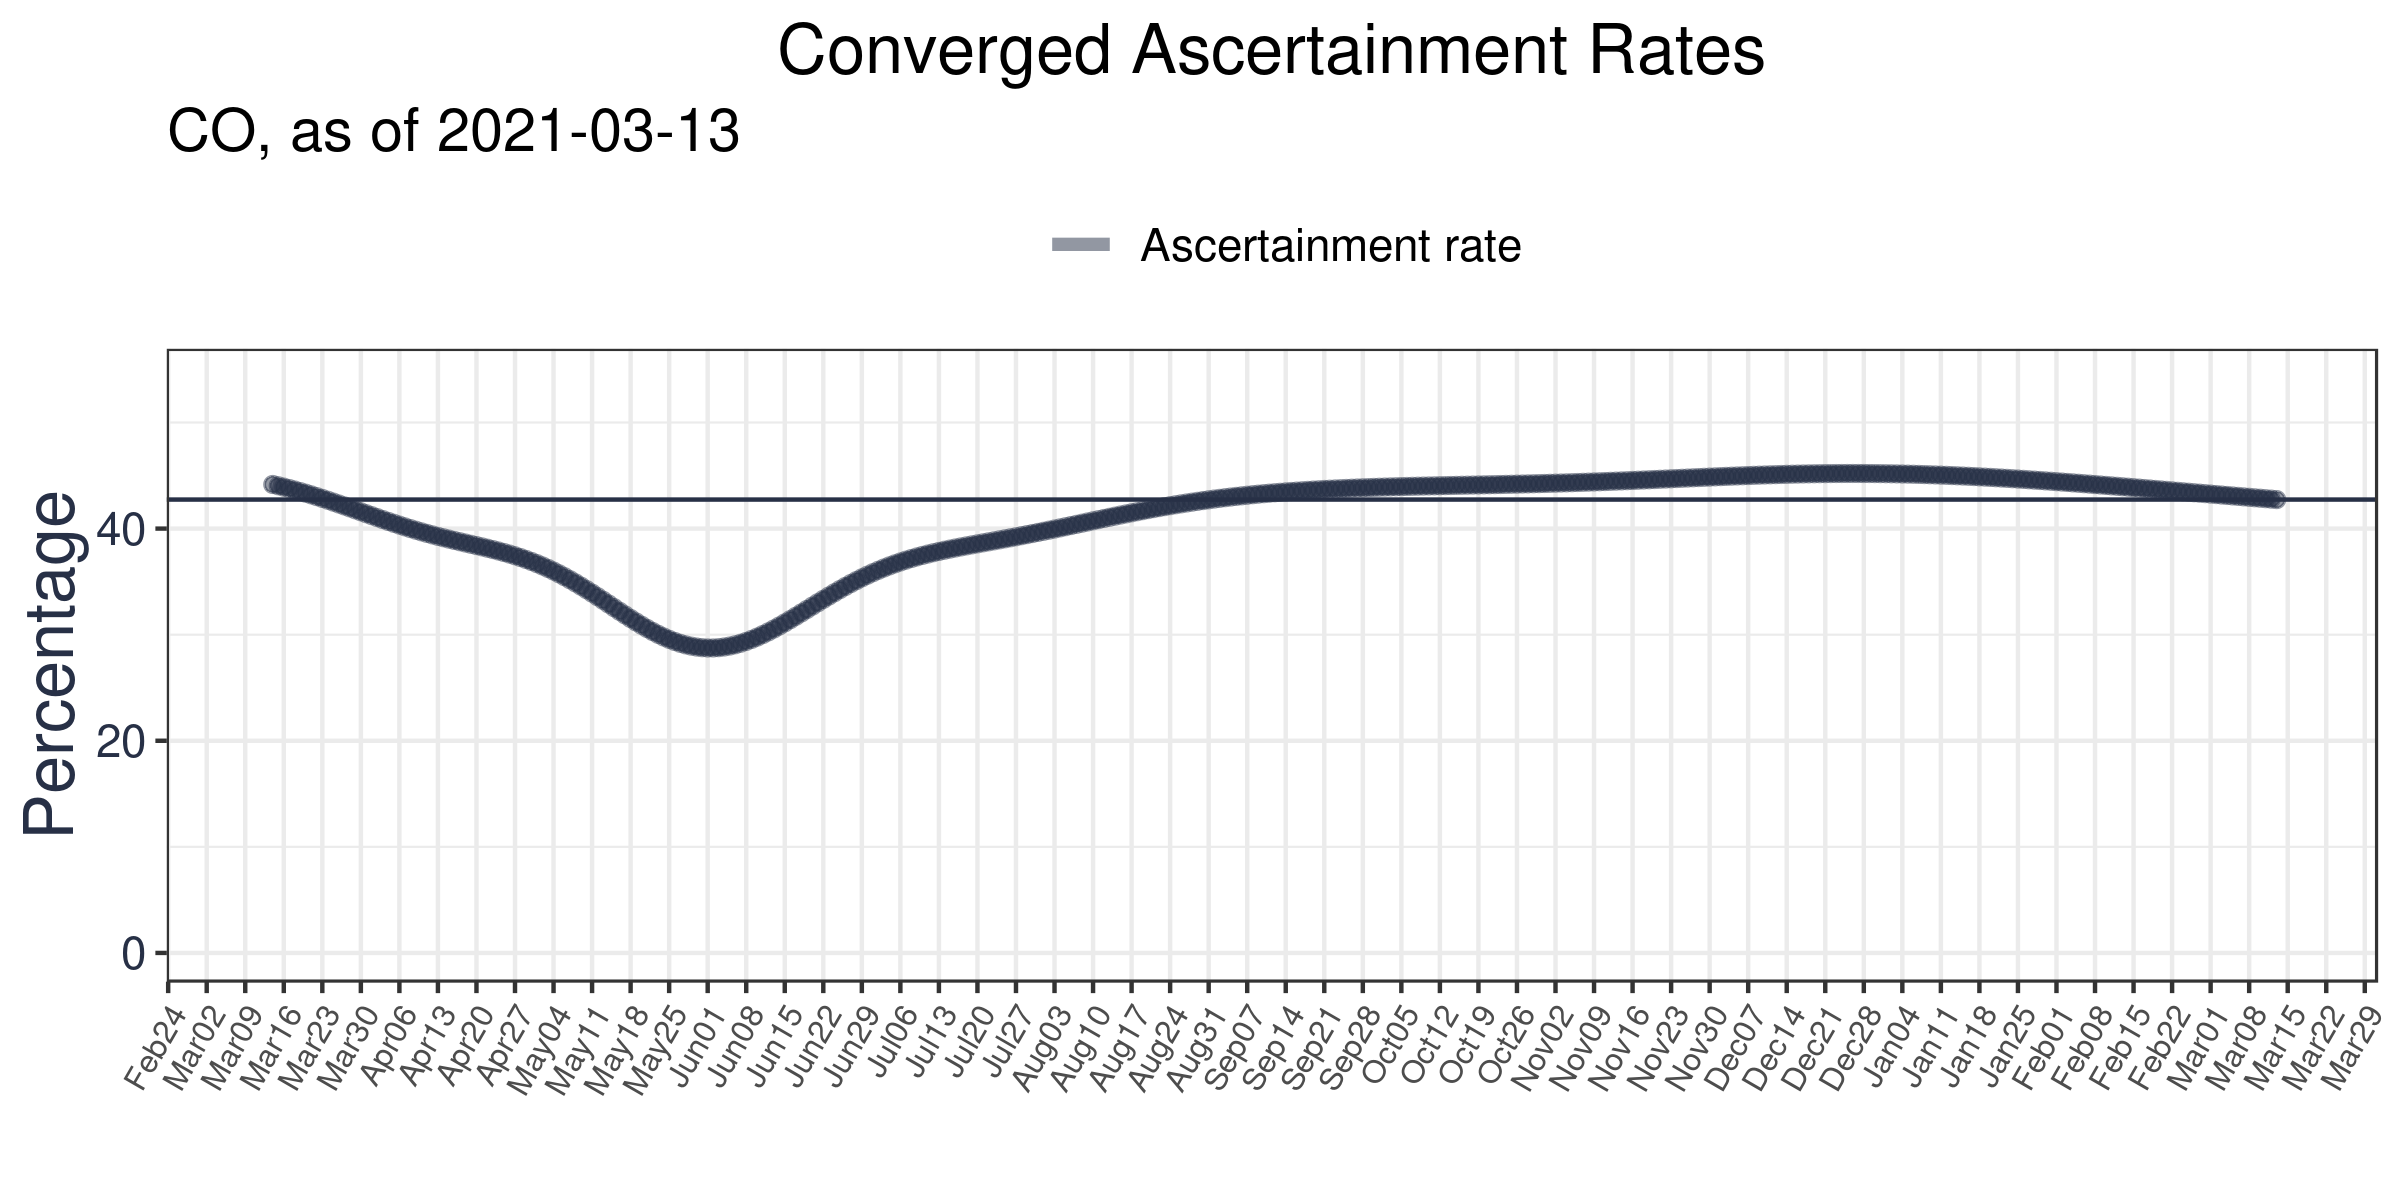 Converged Ascertainment Rates
CO, as of 2021-03-13
Ascertainment rate
Percentage
40
20
0
Feb24 Mar02 Mar09 Mar16 Mar23 Mar30 Apr06 Apr13 Apr20 Apr27 May04 May11 May18 May25 Jun01 Jun08 Jun15 Jun22 Jun29 Jul06 Jul13 Jul20 Jul27 Aug03 Aug10 Aug17 Aug24 Aug31 Sep07 Sep14 Sep21 Sep28 Oct05 Oct12 Oct19 Oct26 Nov02 Nov09 Nov16 Nov23 Nov30 Dec07 Dec14 Dec21 Dec28 Jan04 Jan11 Jan18 Jan25 Feb01 Feb08 Feb15 Feb22 Mar01 Mar08 Mar15 Mar22 Mar29